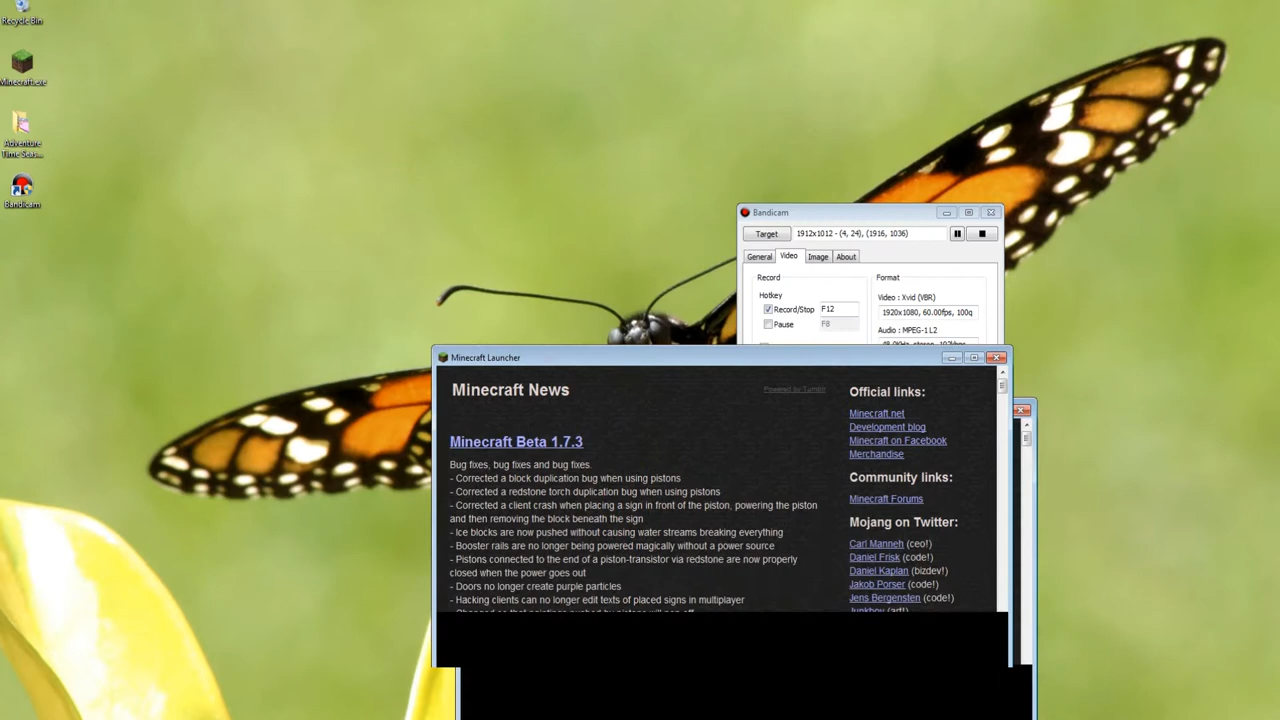 Recycle Bin
Minecraft.exe
Adventure
Time Seas...
Bandicam
Bandicam
Target
1912x1012 - (4, 24), (1916, 1036)
General
Video
Image
About
Record
Format
Hotkey
Record/Stop
F12
Pause
F8
Video : Xvid (VBR)
1920x1080, 60.00fps, 100q
Audio : MPEG-1 L2
Minecraft Launcher
Minecraft News
Powered by Tumblr
Minecraft Beta 1.7.3
Bug fixes, bug fixes and bug fixes.
- Corrected a block duplication bug when using pistons
- Corrected a redstone torch duplication bug when using pistons
- Corrected a client crash when placing a sign in front of the piston, powering the piston
and then removing the block beneath the sign
- Ice blocks are now pushed without causing water streams breaking everything
- Booster rails are no longer being powered magically without a power source
- Pistons connected to the end of a piston-transistor via redstone are now properly
closed when the power goes out
- Doors no longer create purple particles
- Hacking clients can no longer edit texts of placed signs in multiplayer
Official links:
Minecraft.net
Development blog
Minecraft on Facebook
Merchandise
Community links:
Minecraft Forums
Mojang on Twitter:
Carl Manneh (ceo!)
Daniel Frisk (code!)
Daniel Kaplan (bizdev!)
Jakob Porser (code!)
Jens Bergensten (code!)